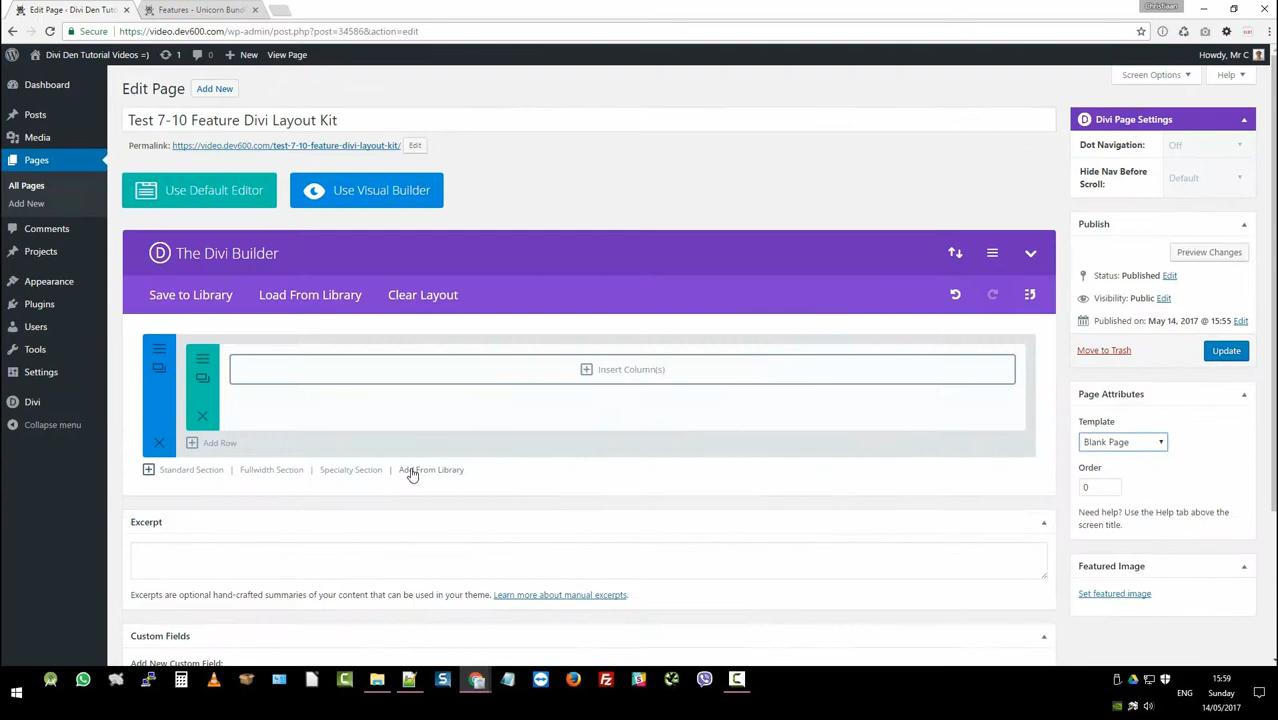 Edit Page ‹ Divi Den Tuto
Features - Unicorn Bund
Christiaan
Secure
https://video.dev600.com/wp-admin/post.php?post=34586&action=edit
Divi Den Tutorial Videos =)
1
0
New
View Page
Howdy, Mr C
Dashboard
Posts
Media
Pages
All Pages
Add New
Comments
Projects
Appearance
Plugins
Users
Tools
Settings
Divi
Collapse menu
Screen Options
Help
Edit Page
Add New
Test 7-10 Feature Divi Layout Kit
Permalink: https://video.dev600.com/test-7-10-feature-divi-layout-kit/
Edit
Use Default Editor
Use Visual Builder
D
The Divi Builder
Save to Library
Load From Library
Clear Layout
Insert Column(s)
Add Row
Standard Section | Fullwidth Section | Specialty Section | Add From Library
Excerpt
Excerpts are optional hand-crafted summaries of your content that can be used in your theme. Learn more about manual excerpts.
Custom Fields
Add New Custom Field:
D
Divi Page Settings
Dot Navigation:
Off
Hide Nav Before
Scroll:
Default
Publish
Preview Changes
Status: Published Edit
Visibility: Public Edit
Published on: May 14, 2017 @ 15:55 Edit
Move to Trash
Update
Page Attributes
Template
Blank Page
Order
0
Need help? Use the Help tab above the
screen title.
Featured Image
Set featured image
ENG
15:59
Sunday
14/05/2017